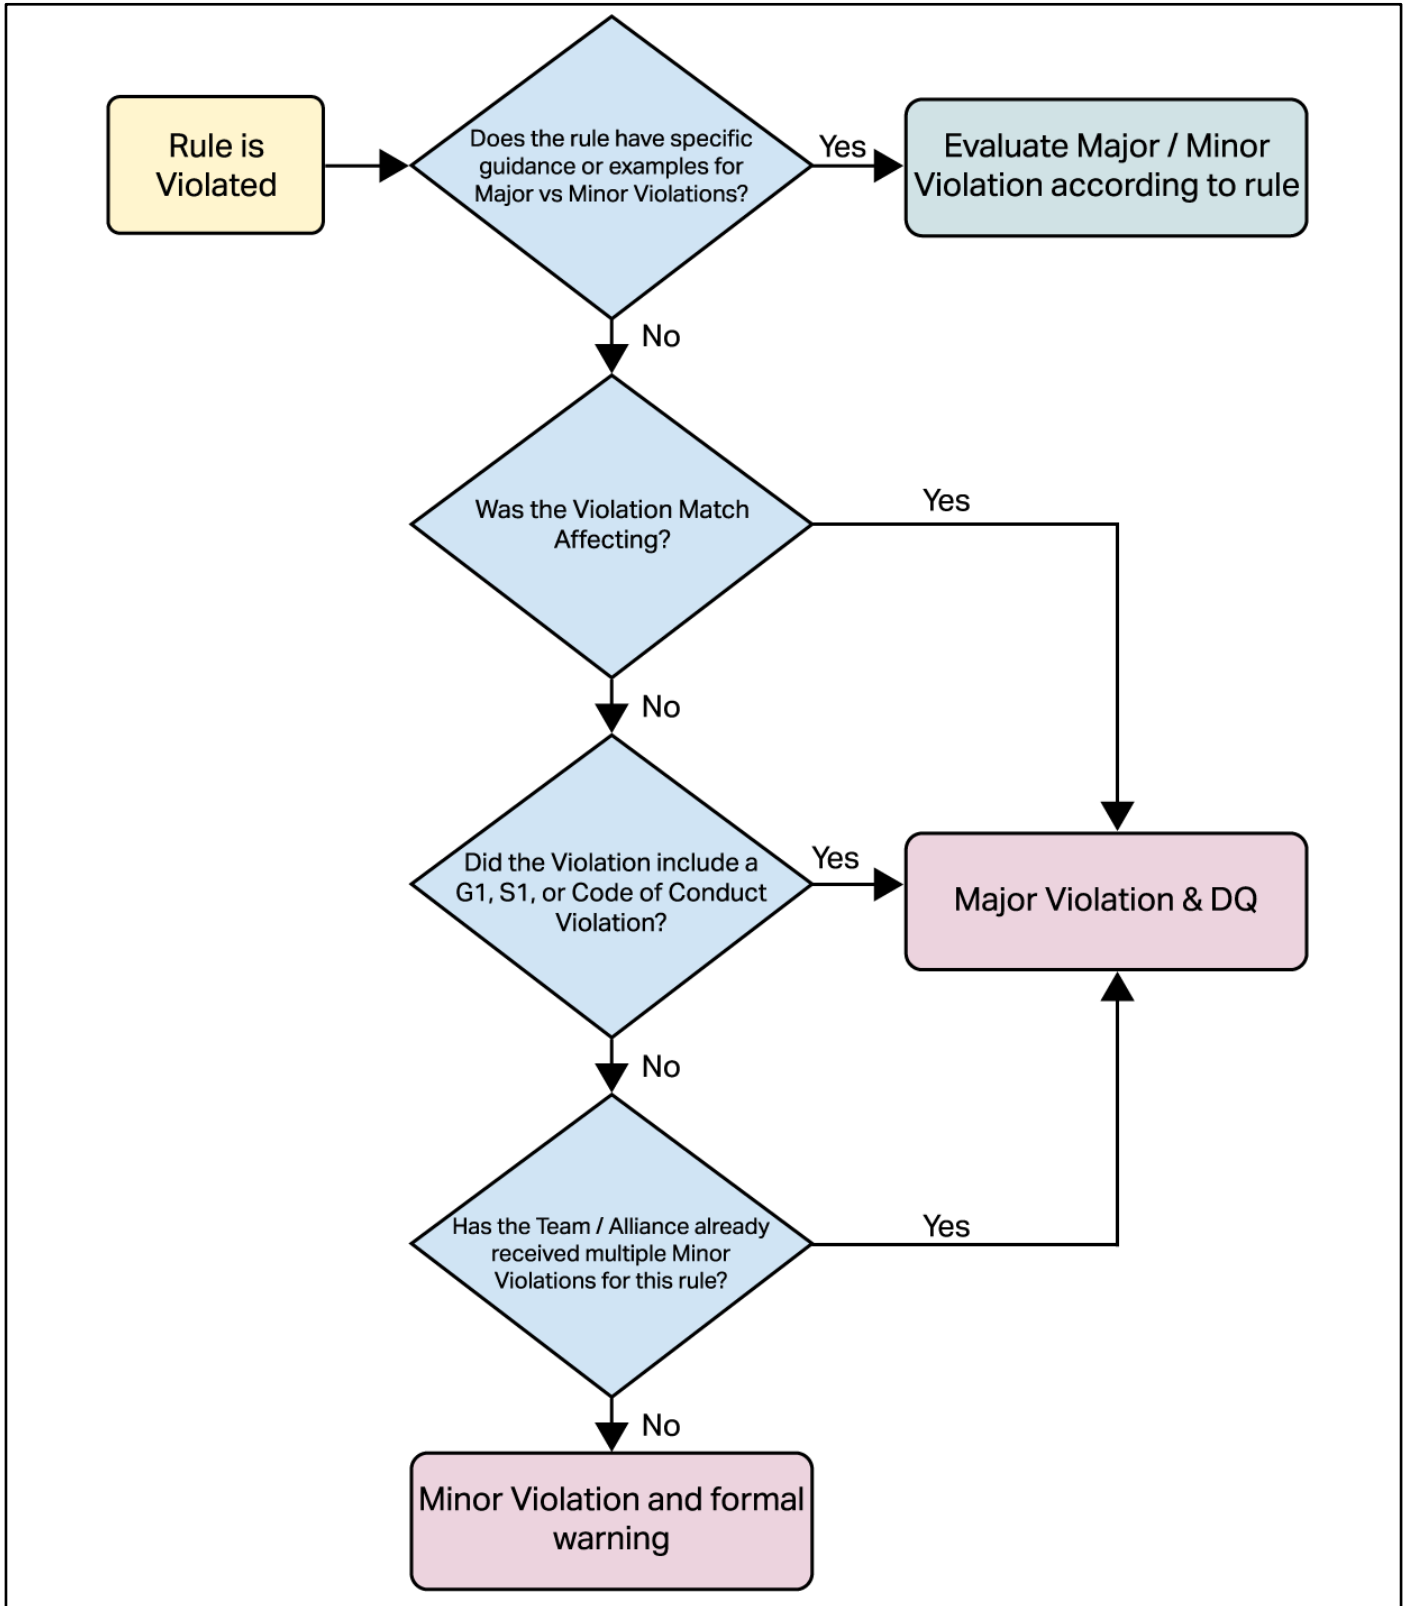 Rule is
Violated
Does the rule have specific
guidance or examples for
Major vs Minor Violations?
Yes
Evaluate Major / Minor
Violation according to rule
No
Was the Violation Match
Affecting?
Yes
No
Did the Violation include a
G1, S1, or Code of Conduct
Violation?
Yes
Major Violation & DQ
No
Has the Team / Alliance already
received multiple Minor
Violations for this rule?
Yes
No
Minor Violation and formal
warning